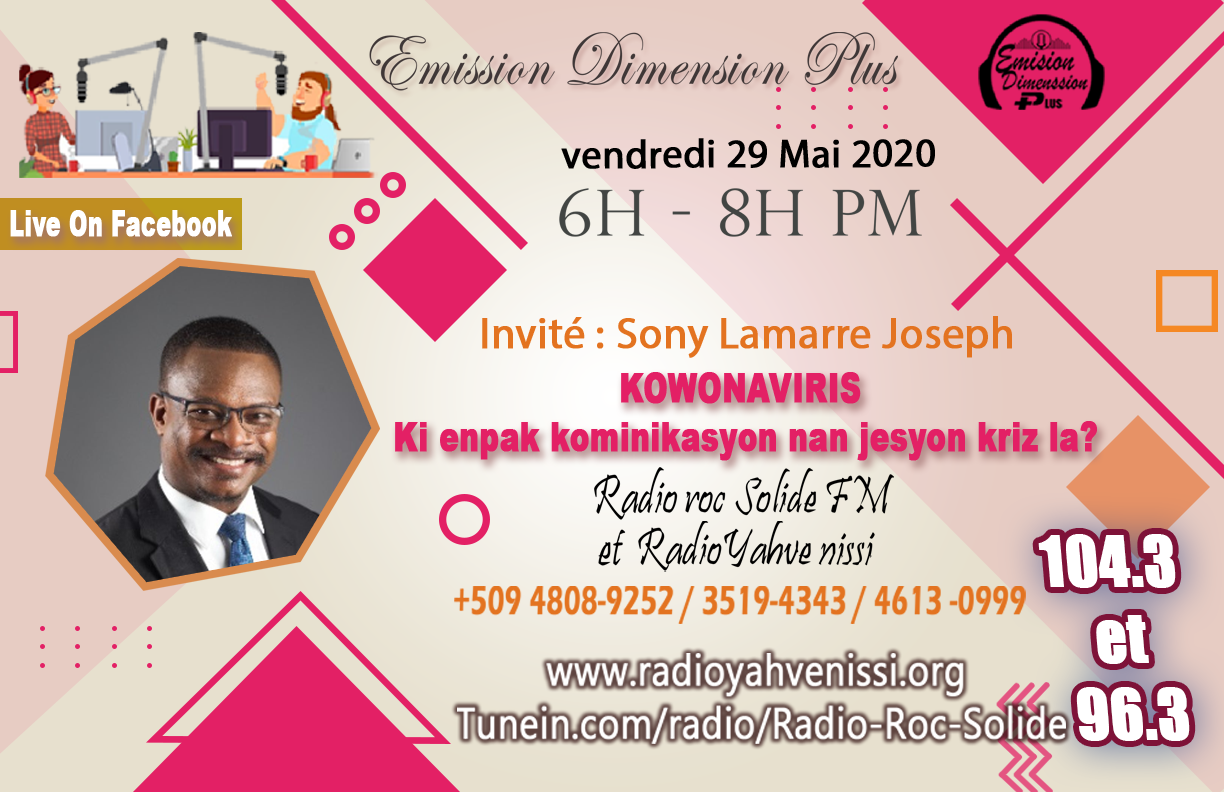 Emission Dimension Plus
Emision
Dimenssion
PLUS
vendredi 29 Mai 2020
6H - 8H PM
Live On Facebook
Invité : Sony Lamarre Joseph
KOWONAVIRIS
Ki enpak kominikasyon nan jesyon kriz la?
Radio roc Solide FM
et RadioYahve nissi
+509 4808-9252 / 3519-4343 / 4613 -0999
104.3
et
96.3
www.radioyahvenissi.org
Tunein.com/radio/Radio-Roc-Solide